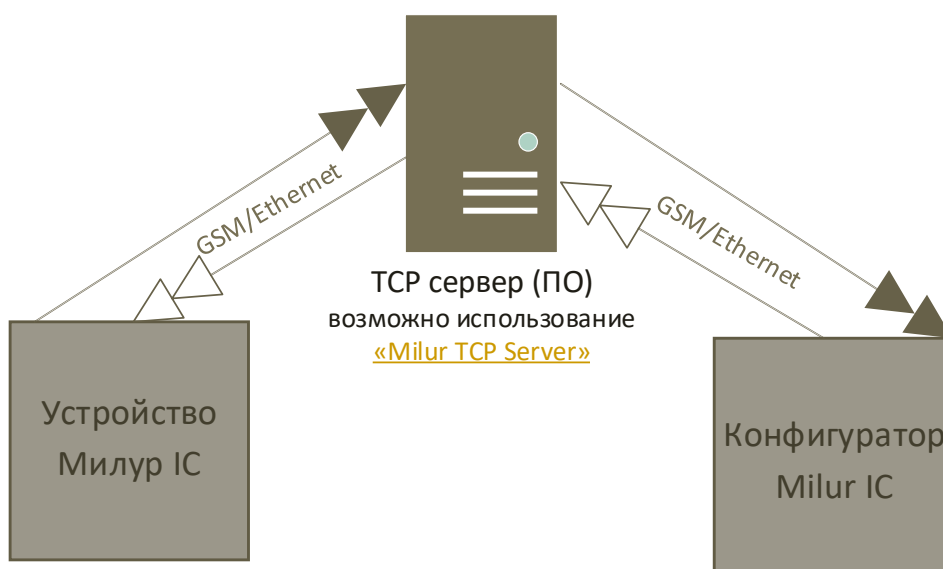 GSM/Ethernet
GSM/Ethernet
TCP сервер (ПО)
возможно использование
«Milur TCP Server»
Устройство
Милур IC
Конфигуратор
Milur IC